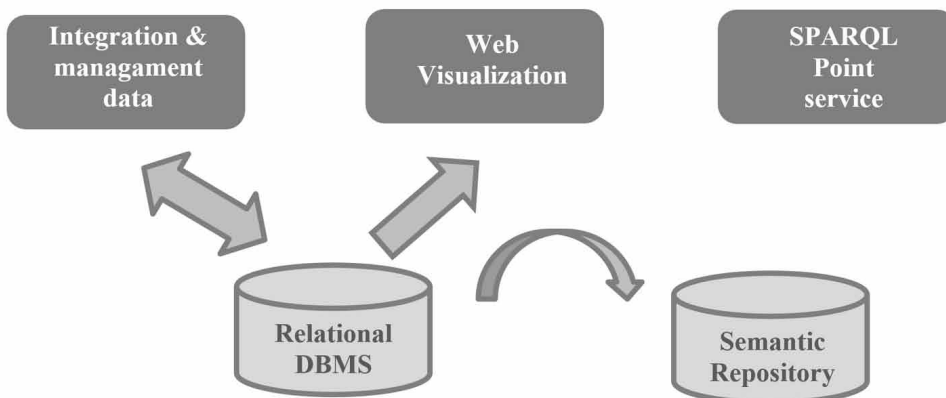 Integration &
managament
data
Web
Visualization
SPARQL
Point
service
Relational
DBMS
Semantic
Repository